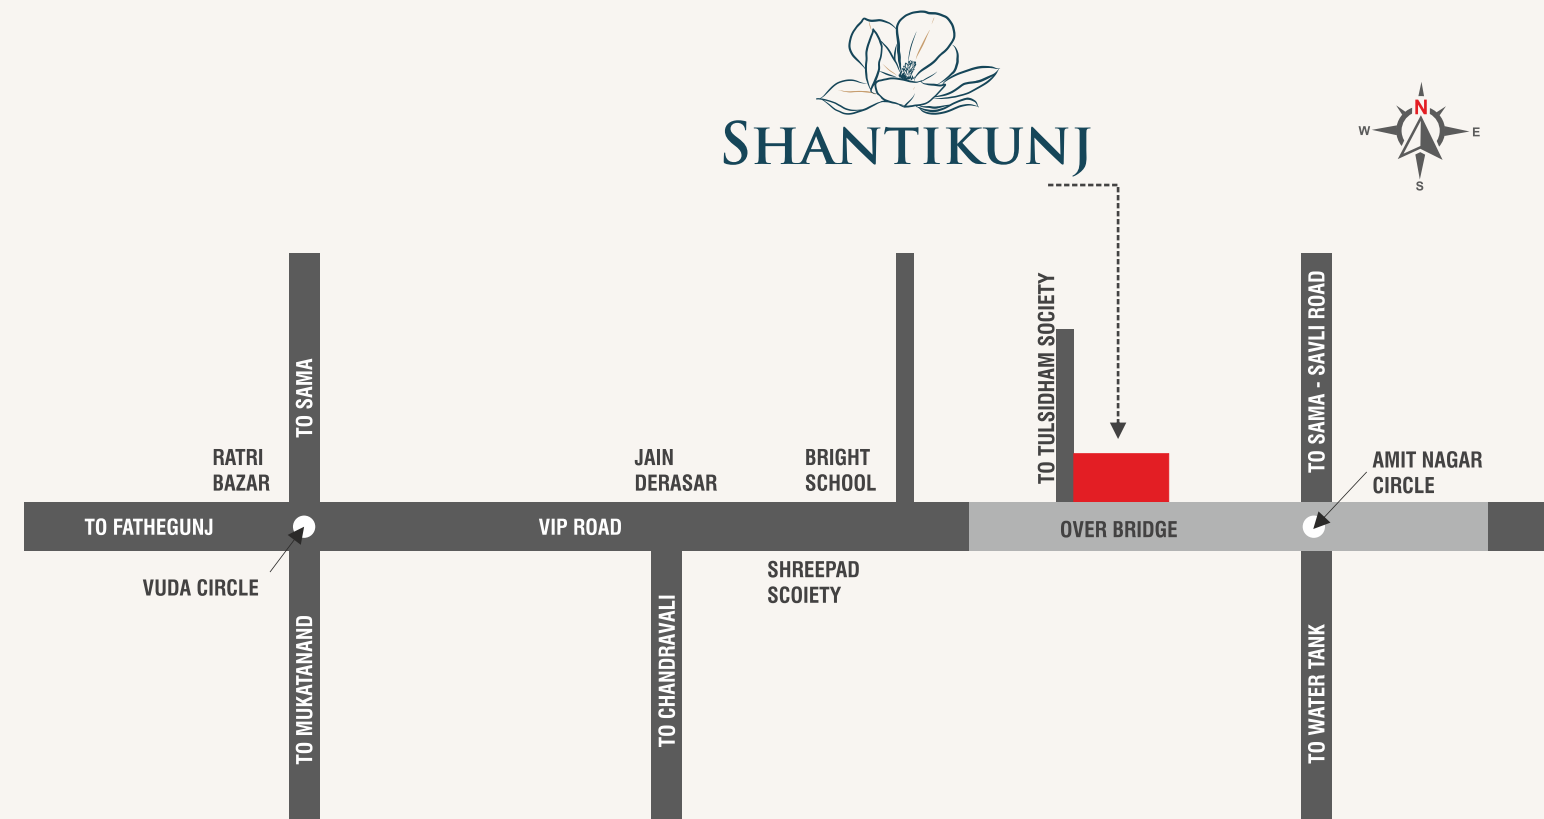 SHANTIKUNJ
N
W
E
S
TO SAMA
TO TULSIDHAM SOCIETY
TO SAMA - SAVLI ROAD
RATRI
BAZAR
JAIN
DERASAR
BRIGHT
SCHOOL
AMIT NAGAR
CIRCLE
TO FATHEGUNJ
VIP ROAD
OVER BRIDGE
VUDA CIRCLE
SHREEPAD
SCOIETY
TO MUKATANAND
TO CHANDRAVALI
TO WATER TANK